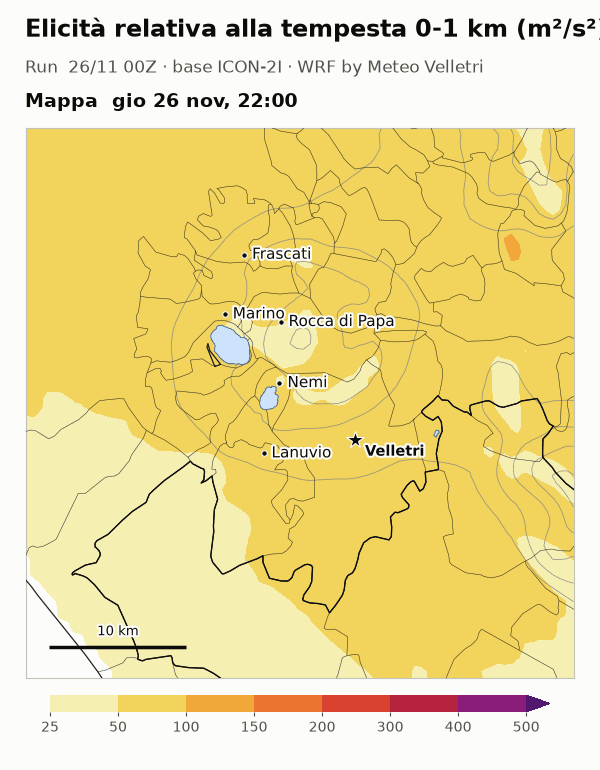 Elicità relativa alla tempesta 0-1 km (m²/s²)
Run  26/11 00Z · base ICON-2I · WRF by Meteo Velletri
Mappa  gio 26 nov, 22:00
Frascati
Marino
Rocca di Papa
Nemi
Velletri
Lanuvio
10 km
25 50 100 150 200 300 400 500